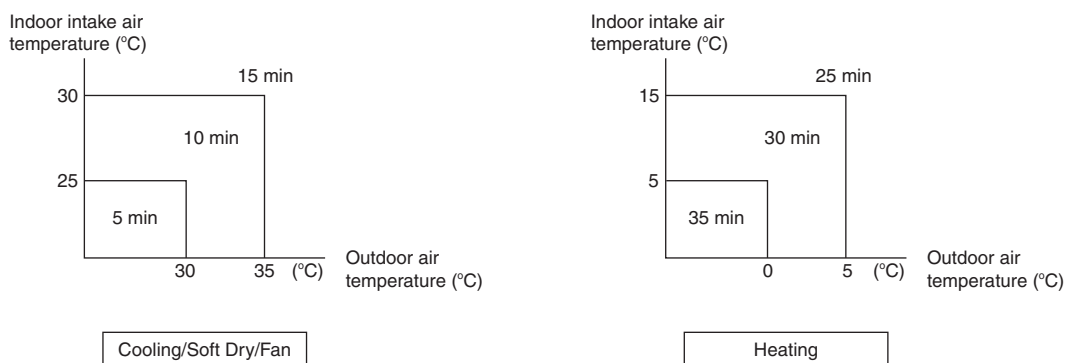 Indoor intake air
temperature (°C)
15 min
30
10 min
25
5 min
30
35
(°C)
Outdoor air
temperature (°C)
Cooling/Soft Dry/Fan
Indoor intake air
temperature (°C)
25 min
15
30 min
5
35 min
0
5
(°C)
Outdoor air
temperature (°C)
Heating